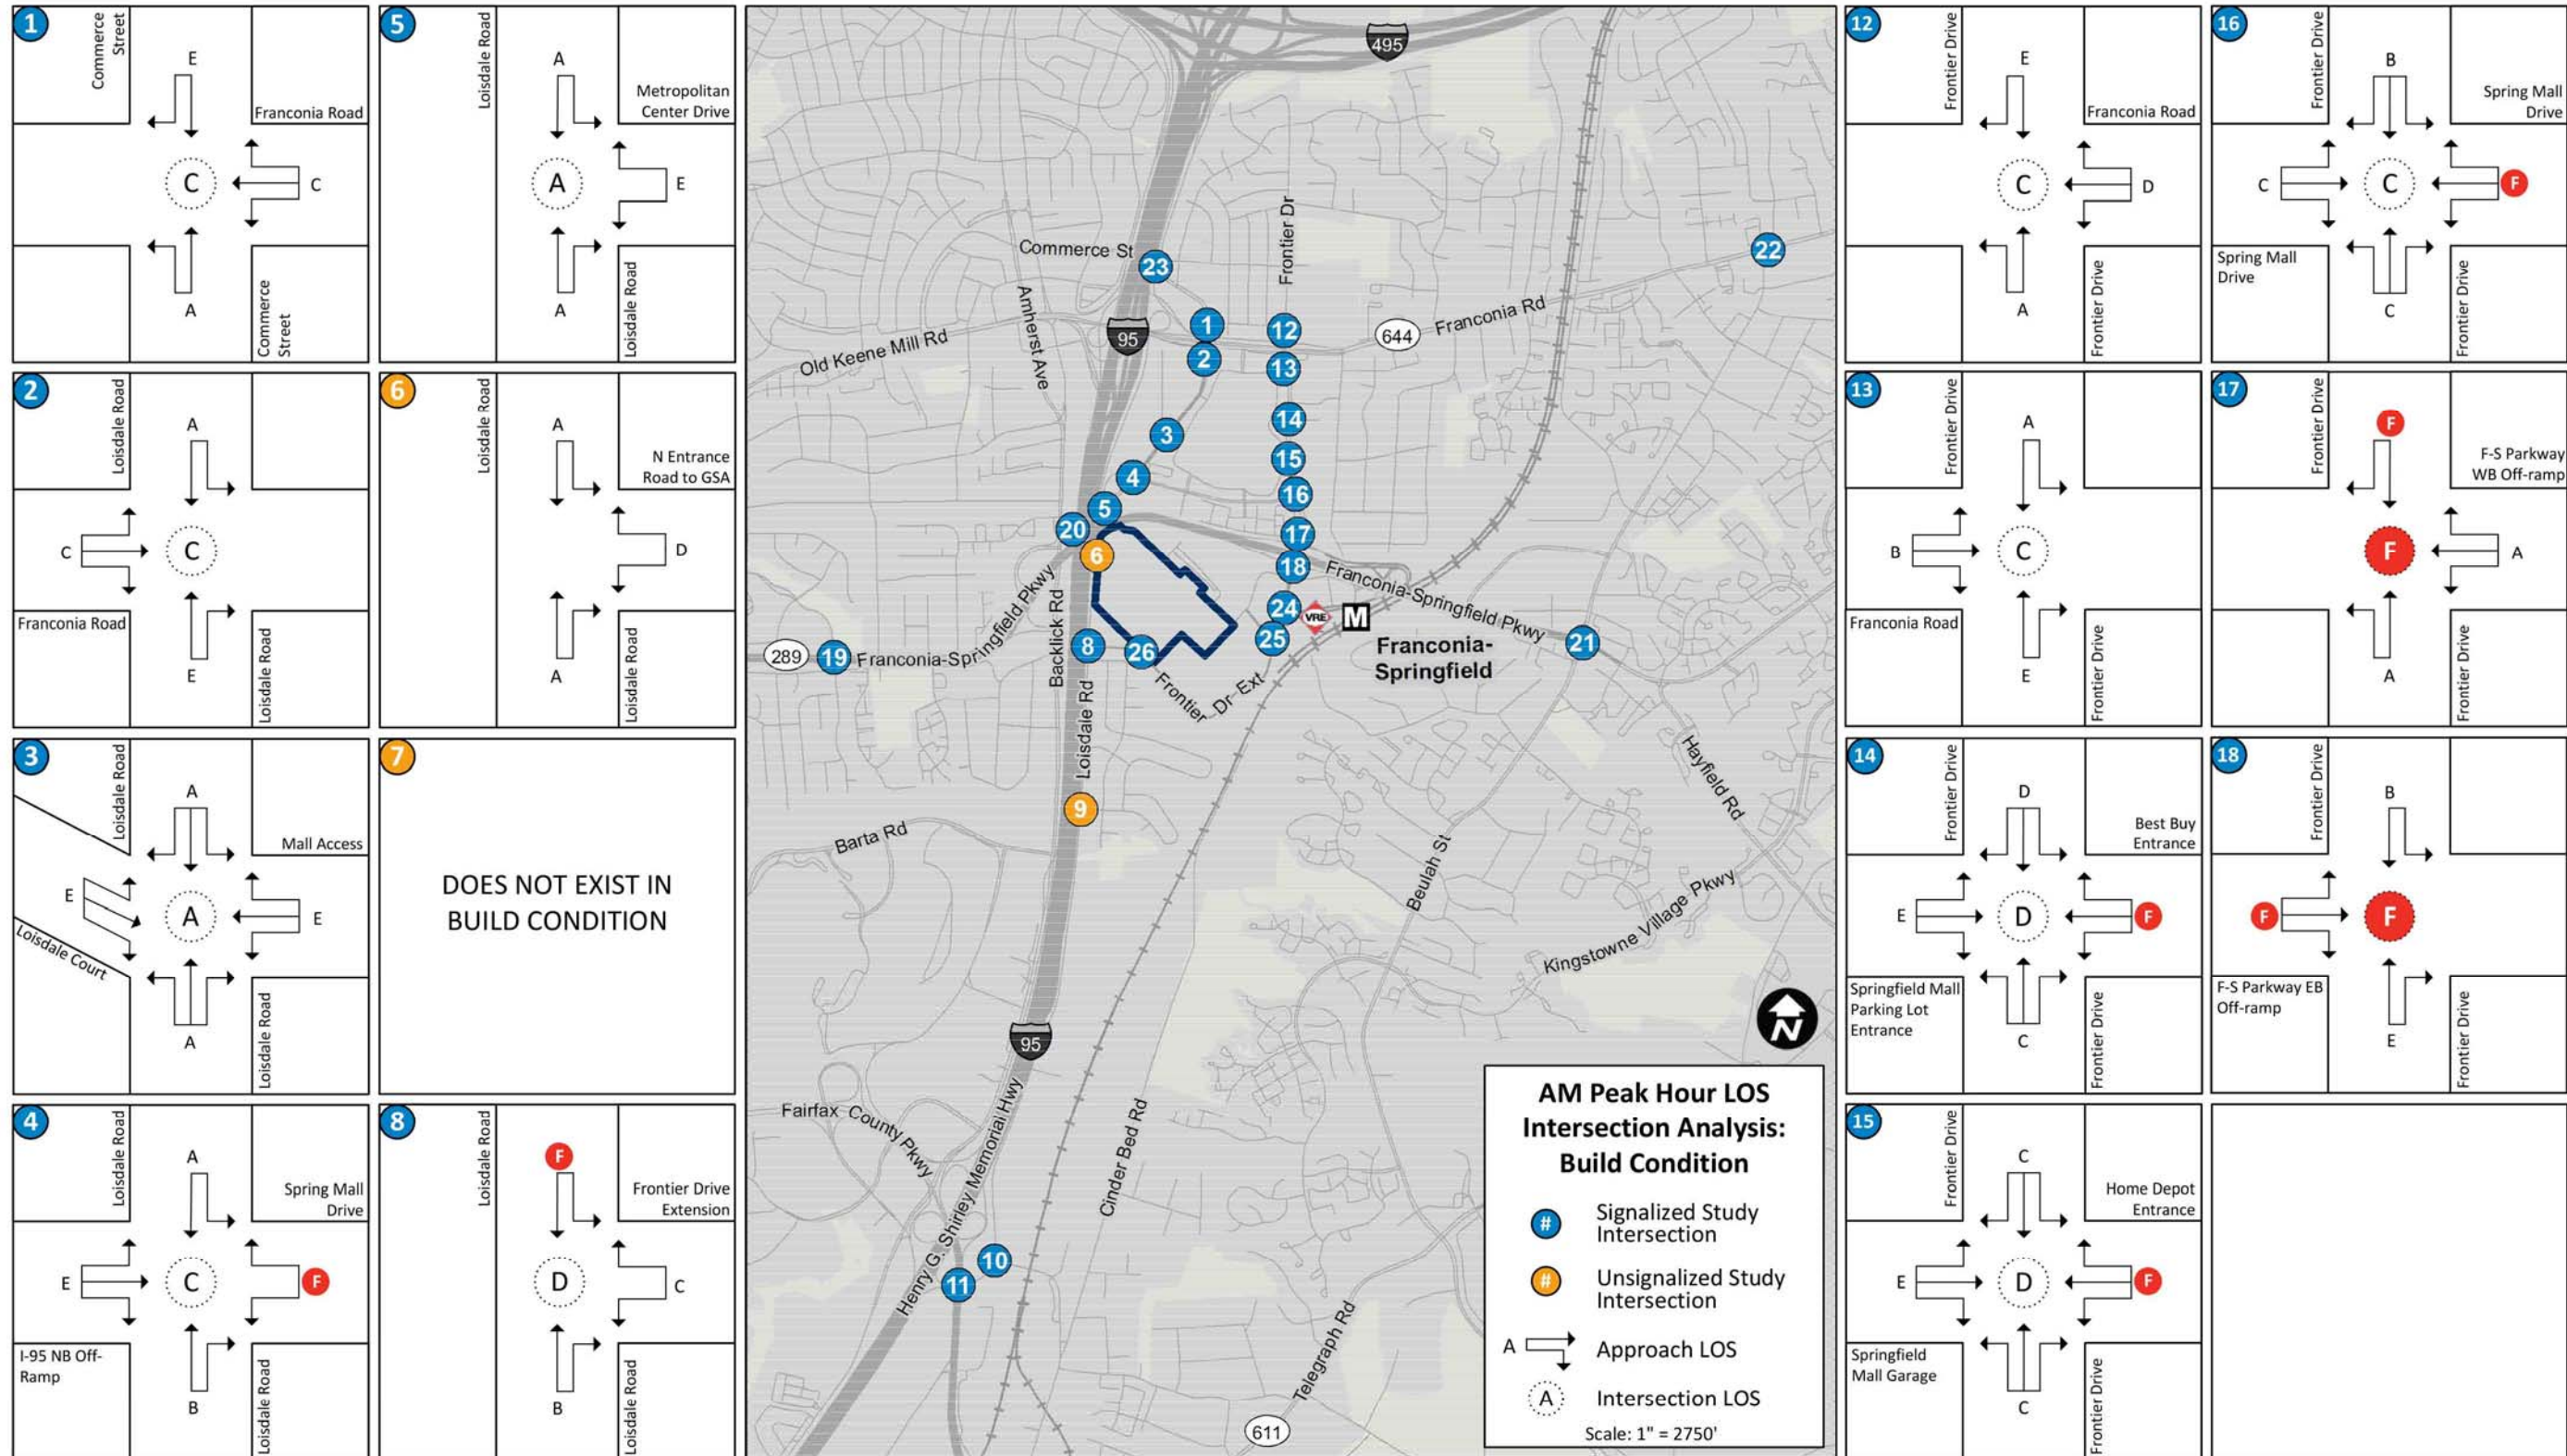 1
Commerce
Street
E
Franconia Road
C
C
A
Commerce
Street
2
Loisdale Road
A
C
C
Franconia Road
E
Loisdale Road
3
Loisdale Road
A
Mall Access
E
A
E
Loisdale Court
A
Loisdale Road
4
Loisdale Road
A
Spring Mall
Drive
E
C
F
I-95 NB Off-
Ramp
B
Loisdale Road
5
Loisdale Road
A
Metropolitan
Center Drive
A
E
A
Loisdale Road
6
Loisdale Road
A
N Entrance
Road to GSA
D
A
Loisdale Road
7
DOES NOT EXIST IN
BUILD CONDITION
8
Loisdale Road
F
Frontier Drive
Extension
D
C
B
Loisdale Road
495
Commerce St
23
Frontier Dr
22
Amherst Ave
95
1
12
644
Franconia Rd
Old Keene Mill Rd
2
13
3
14
4
15
16
5
20
17
6
18
Franconia-Springfield Pkwy
24
VRE
M
25
Franconia-
Springfield
21
289
19
Franconia-Springfield Pkwy
Backlick Rd
8
26
Frontier Dr Ext
Loisdale Rd
Hayfield Rd
9
Barta Rd
Beulah St
Kingstowne Village Pkwy
95
N
Fairfax County Pkwy
Henry G. Shirley Memorial Hwy
Cinder Bed Rd
10
11
Telegraph Rd
611
AM Peak Hour LOS
Intersection Analysis:
Build Condition
# Signalized Study
Intersection
# Unsignalized Study
Intersection
A Approach LOS
A Intersection LOS
Scale: 1" = 2750'
12
Frontier Drive
E
Franconia Road
C
D
A
Frontier Drive
13
Frontier Drive
A
B
C
Franconia Road
E
Frontier Drive
14
Frontier Drive
D
Best Buy
Entrance
E
D
F
Springfield Mall
Parking Lot
Entrance
C
Frontier Drive
15
Frontier Drive
C
Home Depot
Entrance
E
D
F
Springfield
Mall Garage
C
Frontier Drive
16
Frontier Drive
B
Spring Mall
Drive
C
C
F
Spring Mall
Drive
C
Frontier Drive
17
Frontier Drive
F
F-S Parkway
WB Off-ramp
F
A
A
Frontier Drive
18
Frontier Drive
B
F
F
F-S Parkway EB
Off-ramp
E
Frontier Drive